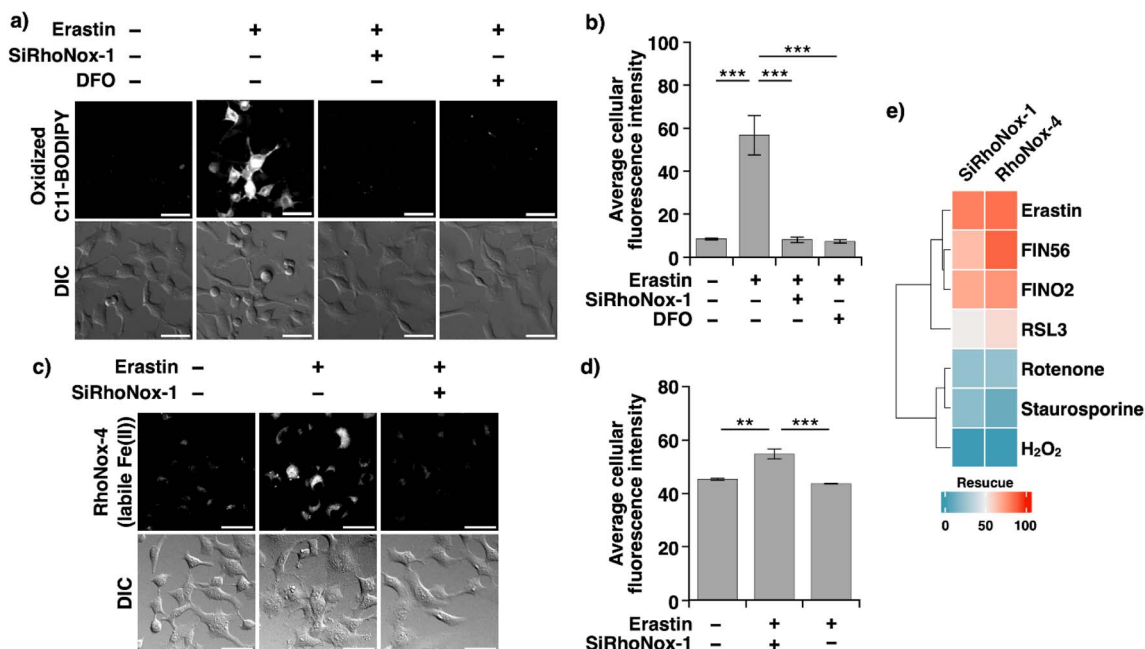 a)
Erastin – + + +
SiRhoNox-1 – – + –
DFO – – – +
Oxidized
C11-BODIPY
DIC
b)
Average cellular
fluorescence intensity
100
80
60
40
20
0
***
*** ***
Erastin – + + +
SiRhoNox-1 – – + –
DFO – – – +
c)
Erastin – + +
SiRhoNox-1 – – +
RhoNox-4
(labile Fe(II))
DIC
d)
Average cellular
fluorescence intensity
80
60
40
20
0
** ***
Erastin – + +
SiRhoNox-1 – + –
e)
SiRhoNox-1
RhoNox-4
Erastin
FIN56
FINO2
RSL3
Rotenone
Staurosporine
H₂O₂
Resucue
0 50 100